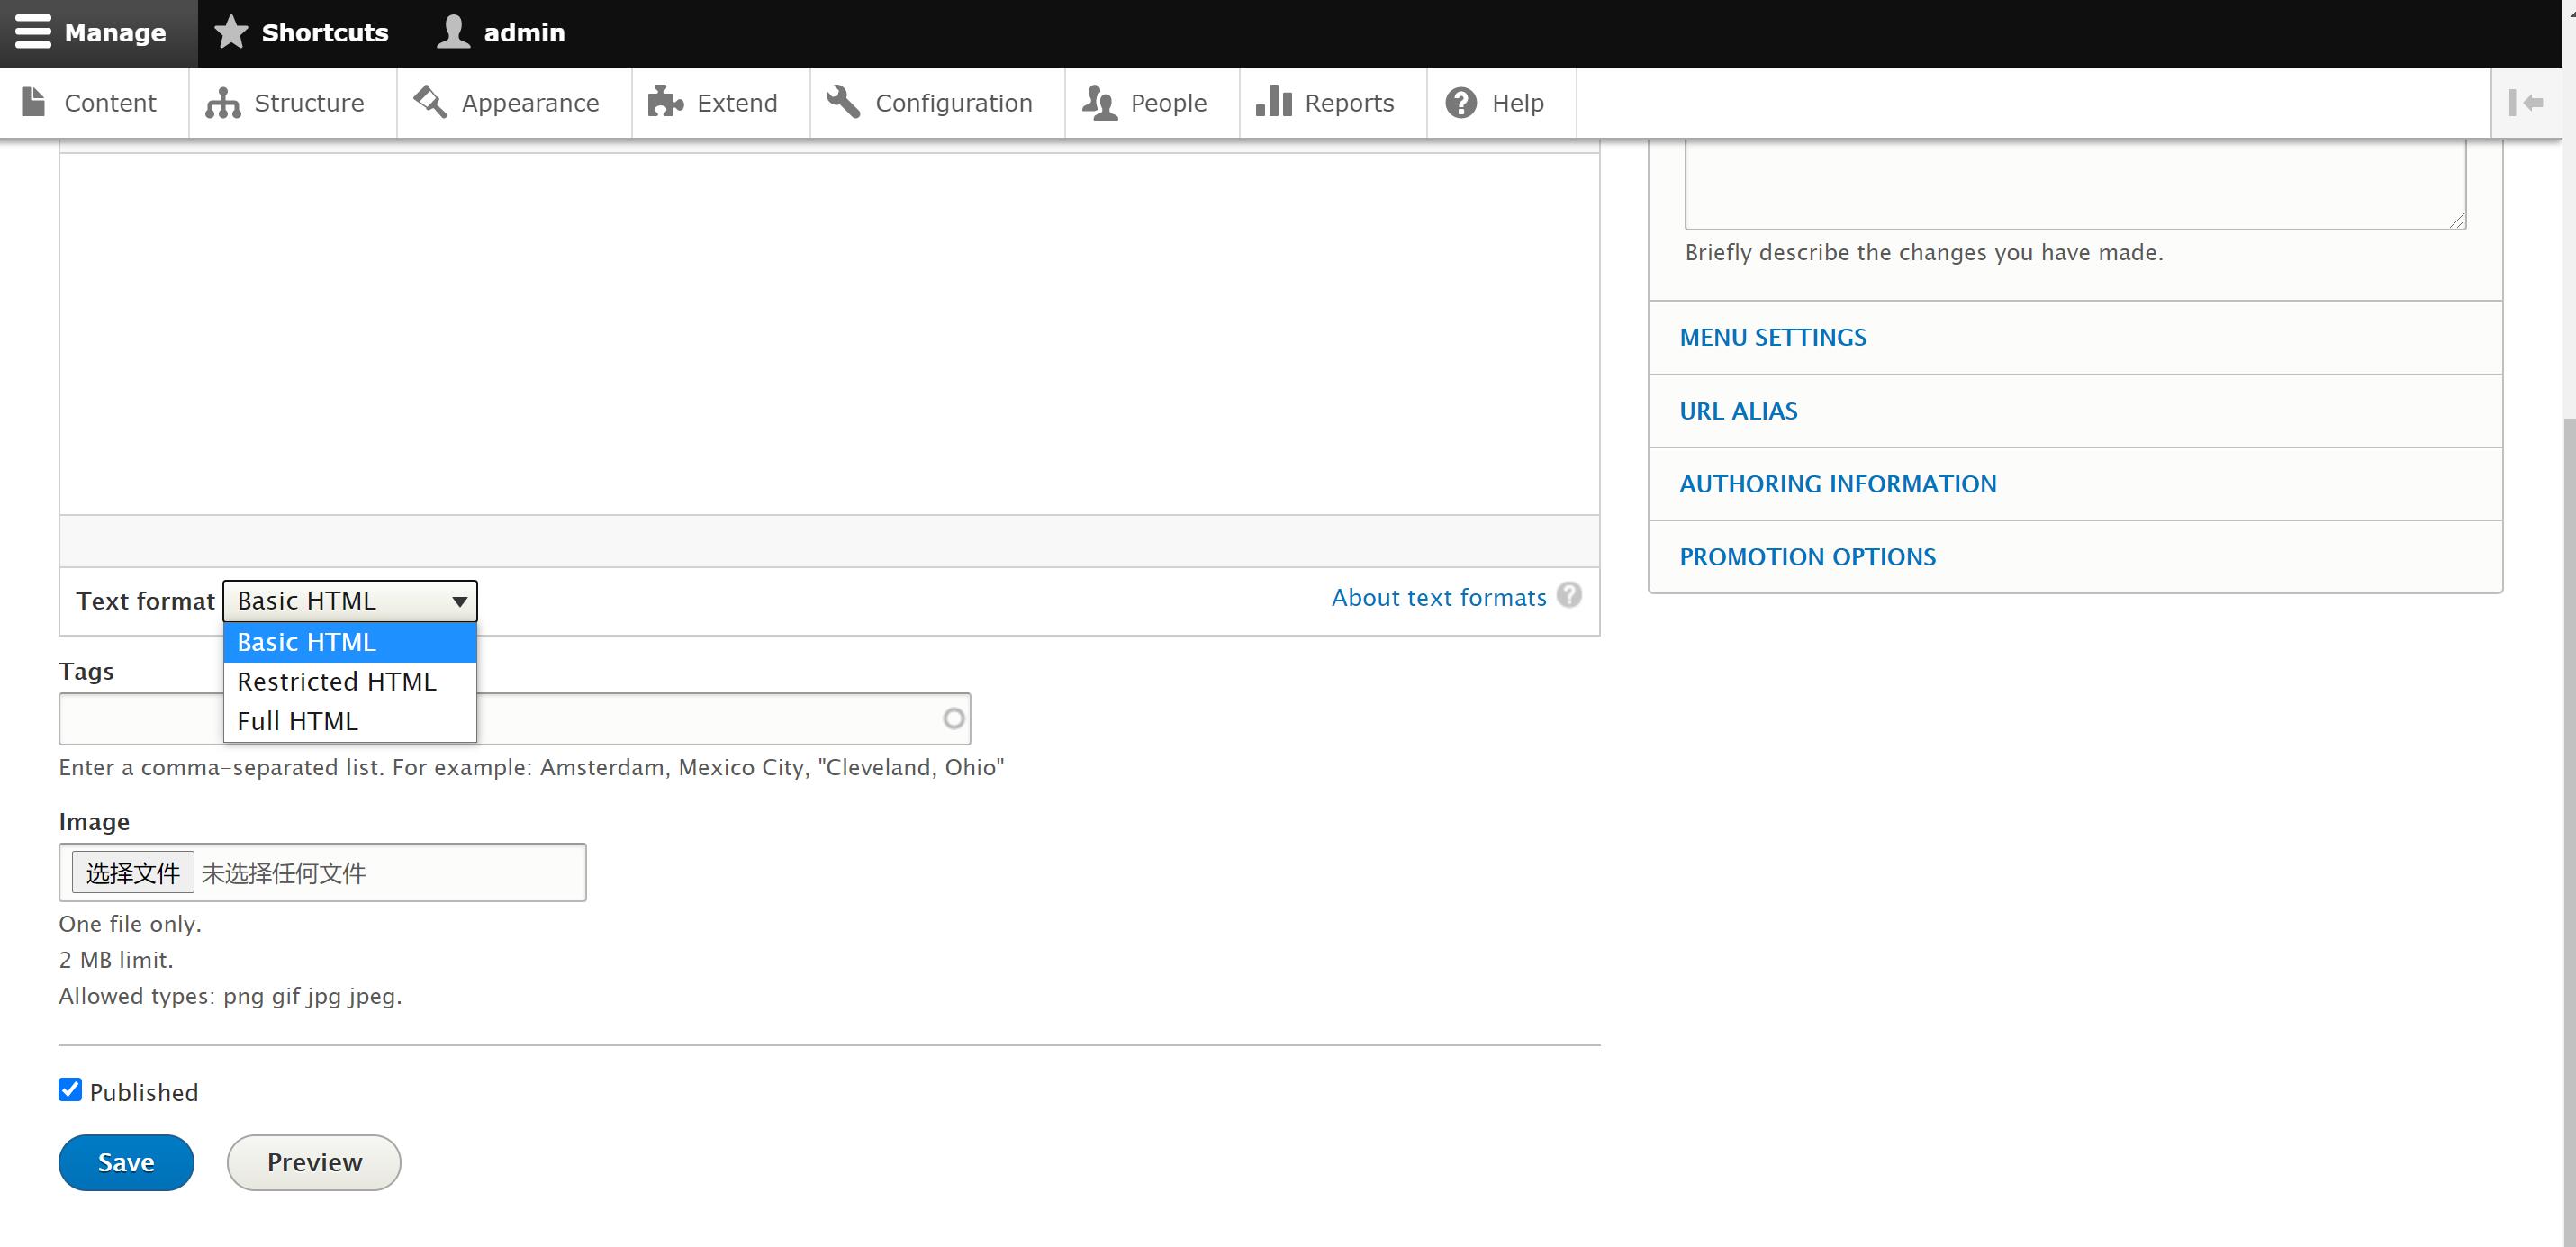 Manage Shortcuts admin
Content Structure Appearance Extend Configuration People Reports Help
Briefly describe the changes you have made.
MENU SETTINGS
URL ALIAS
AUTHORING INFORMATION
PROMOTION OPTIONS
Text format Basic HTML About text formats ?
Basic HTML
Restricted HTML
Full HTML
Tags
Enter a comma-separated list. For example: Amsterdam, Mexico City, "Cleveland, Ohio"
Image
选择文件 未选择任何文件
One file only.
2 MB limit.
Allowed types: png gif jpg jpeg.
Published
Save Preview